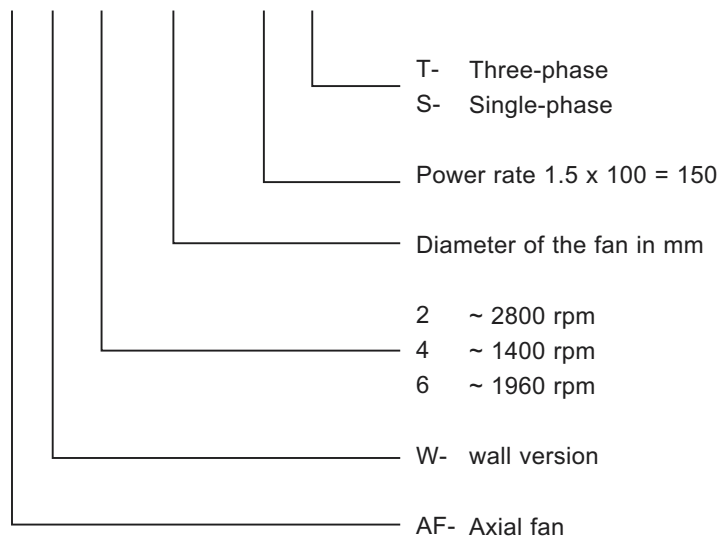 T- Three-phase
S- Single-phase
Power rate 1.5 x 100 = 150
Diameter of the fan in mm
2 ~ 2800 rpm
4 ~ 1400 rpm
6 ~ 1960 rpm
W- wall version
AF- Axial fan